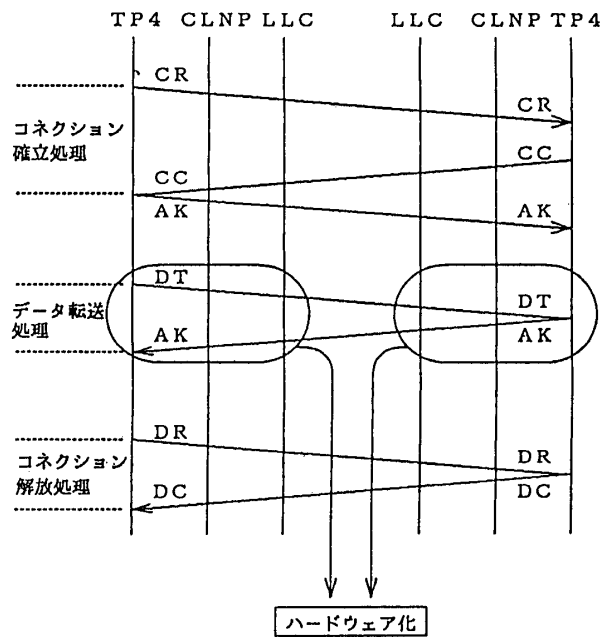 TP4 CLNP LLC LLC CLNP TP4
CR
CR
コネクション
確立処理
CC
CC
AK
AK
DT
DT
データ転送
処理
AK
AK
DR
DR
コネクション
解放処理
DC
DC
ハードウェア化